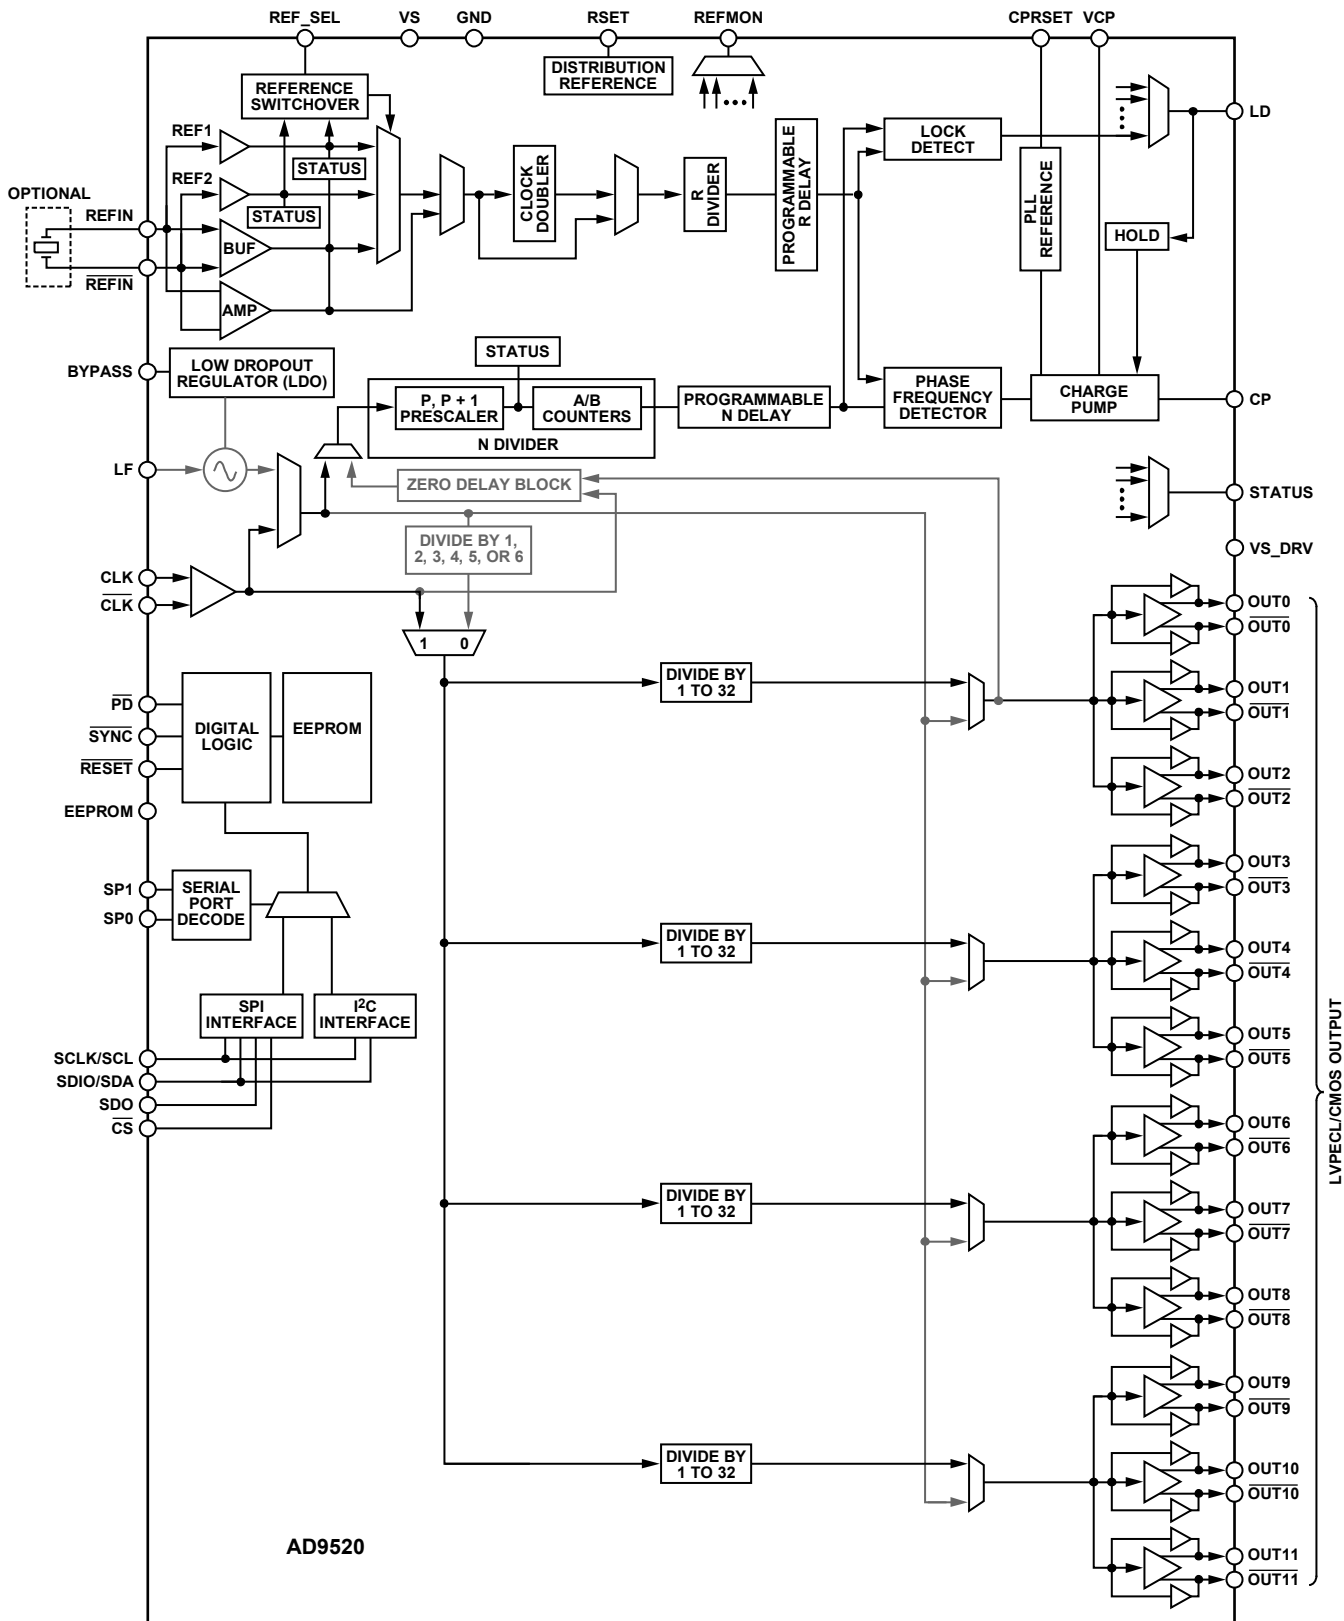 REF_SEL
VS
GND
RSET
REFMON
CPRSET
VCP
DISTRIBUTION
REFERENCE
REFERENCE
SWITCHOVER
REF1
REF2
STATUS
STATUS
OPTIONAL
REFIN
REFIN
BUF
AMP
CLOCK
DOUBLER
R
DIVIDER
PROGRAMMABLE
R DELAY
LOCK
DETECT
PLL
REFERENCE
HOLD
LD
BYPASS
LOW DROPOUT
REGULATOR (LDO)
STATUS
P, P + 1
PRESCALER
A/B
COUNTERS
N DIVIDER
PROGRAMMABLE
N DELAY
PHASE
FREQUENCY
DETECTOR
CHARGE
PUMP
CP
LF
ZERO DELAY BLOCK
STATUS
DIVIDE BY 1,
2, 3, 4, 5, OR 6
VS_DRV
CLK
CLK
1 0
OUT0
OUT0
DIVIDE BY
1 TO 32
OUT1
OUT1
PD
SYNC
RESET
DIGITAL
LOGIC
EEPROM
OUT2
OUT2
EEPROM
SP1
SP0
SERIAL
PORT
DECODE
OUT3
OUT3
DIVIDE BY
1 TO 32
OUT4
OUT4
SPI
INTERFACE
I2C
INTERFACE
OUT5
OUT5
SCLK/SCL
SDIO/SDA
SDO
CS
LVPECL/CMOS OUTPUT
OUT6
OUT6
DIVIDE BY
1 TO 32
OUT7
OUT7
OUT8
OUT8
OUT9
OUT9
DIVIDE BY
1 TO 32
OUT10
OUT10
AD9520
OUT11
OUT11